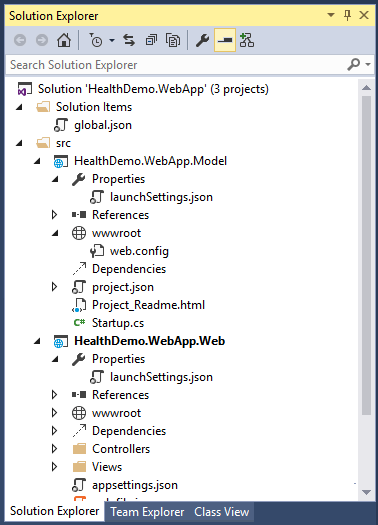 Solution Explorer
Search Solution Explorer
Solution 'HealthDemo.WebApp' (3 projects)
Solution Items
global.json
src
HealthDemo.WebApp.Model
Properties
launchSettings.json
References
wwwroot
web.config
Dependencies
project.json
Project_Readme.html
C# Startup.cs
HealthDemo.WebApp.Web
Properties
launchSettings.json
References
wwwroot
Dependencies
Controllers
Views
appsettings.json
Solution Explorer Team Explorer Class View